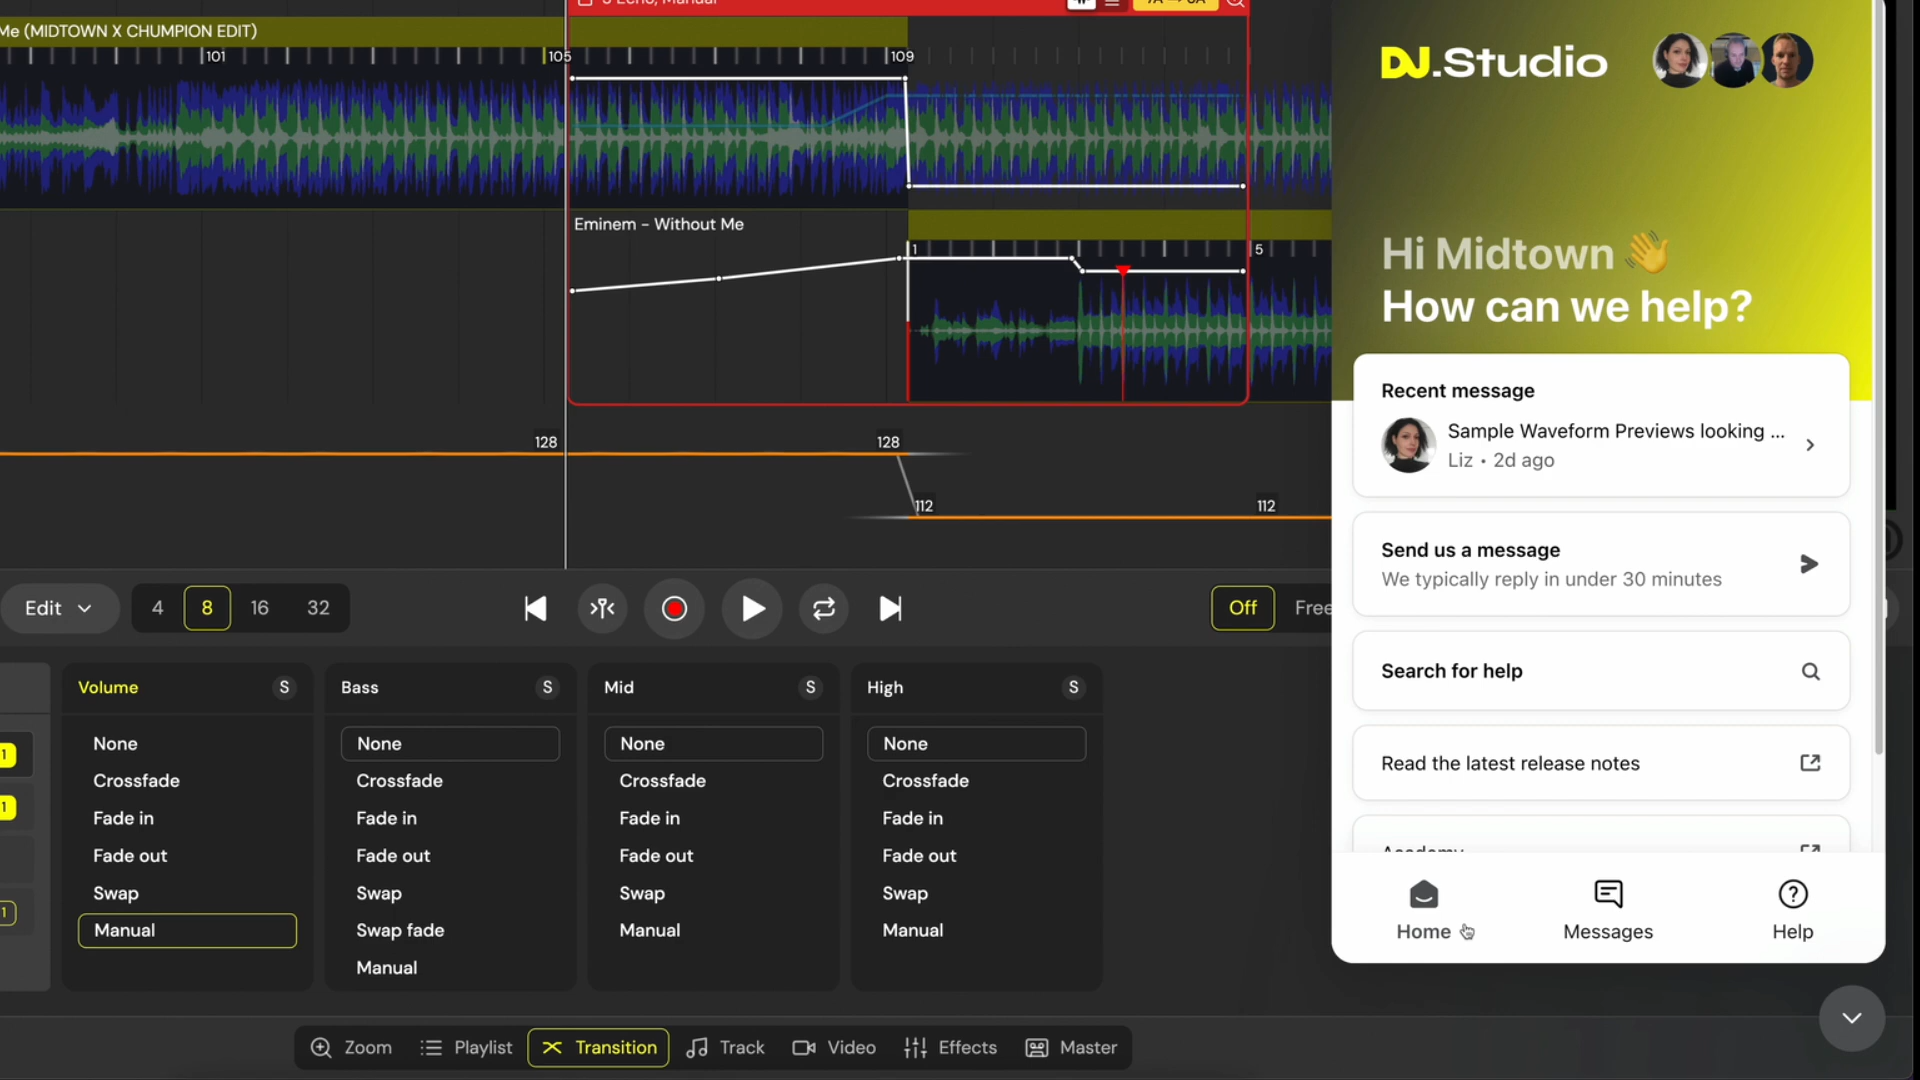 Me (MIDTOWN X CHUMPION EDIT)
101
105
109
DJ.Studio
Eminem - Without Me
1
5
Hi Midtown 👋
How can we help?
Recent message
Sample Waveform Previews looking ...
Liz • 2d ago
128
128
112
112
Send us a message
We typically reply in under 30 minutes
Edit
4
8
16
32
Off
Free
Search for help
Volume
S
Bass
S
Mid
S
High
S
None
Crossfade
Fade in
Fade out
Swap
Manual
None
Crossfade
Fade in
Fade out
Swap
Swap fade
Manual
None
Crossfade
Fade in
Fade out
Swap
Manual
None
Crossfade
Fade in
Fade out
Swap
Manual
1
1
1
Read the latest release notes
Academy
Home
Messages
Help
Zoom
Playlist
Transition
Track
Video
Effects
Master